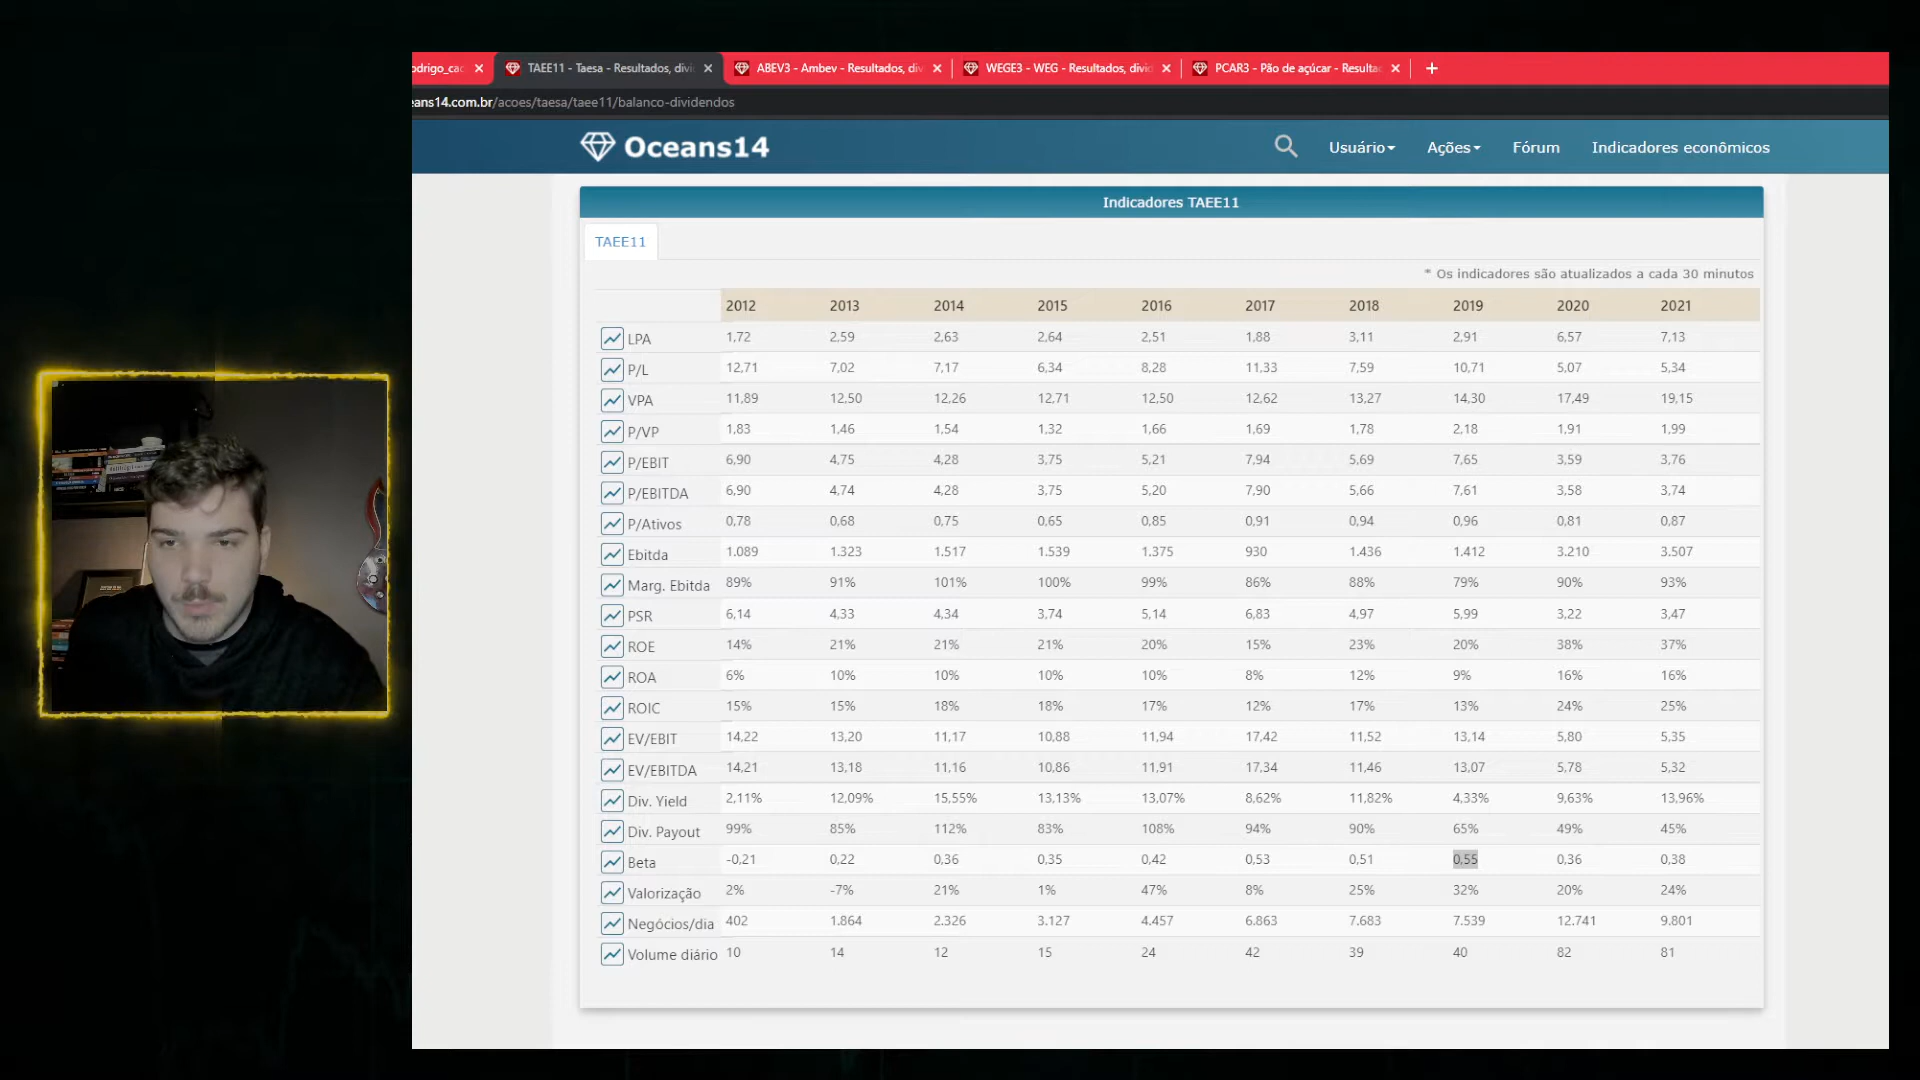 odrigo_cac
TAEE11 - Taesa - Resultados, divi
ABEV3 - Ambev - Resultados, div
WEGE3 - WEG - Resultados, divid
PCAR3 - Pão de açúcar - Resulta
eans14.com.br/acoes/taesa/taee11/balanco-dividendos
Oceans14
Usuário
Ações
Fórum
Indicadores econômicos
Indicadores TAEE11
TAEE11
* Os indicadores são atualizados a cada 30 minutos
2012 2013 2014 2015 2016 2017 2018 2019 2020 2021
LPA 1,72 2,59 2,63 2,64 2,51 1,88 3,11 2,91 6,57 7,13
P/L 12,71 7,02 7,17 6,34 8,28 11,33 7,59 10,71 5,07 5,34
VPA 11,89 12,50 12,26 12,71 12,50 12,62 13,27 14,30 17,49 19,15
P/VP 1,83 1,46 1,54 1,32 1,66 1,69 1,78 2,18 1,91 1,99
P/EBIT 6,90 4,75 4,28 3,75 5,21 7,94 5,69 7,65 3,59 3,76
P/EBITDA 6,90 4,74 4,28 3,75 5,20 7,90 5,66 7,61 3,58 3,74
P/Ativos 0,78 0,68 0,75 0,65 0,85 0,91 0,94 0,96 0,81 0,87
Ebitda 1.089 1.323 1.517 1.539 1.375 930 1.436 1.412 3.210 3.507
Marg. Ebitda 89% 91% 101% 100% 99% 86% 88% 79% 90% 93%
PSR 6,14 4,33 4,34 3,74 5,14 6,83 4,97 5,99 3,22 3,47
ROE 14% 21% 21% 21% 20% 15% 23% 20% 38% 37%
ROA 6% 10% 10% 10% 10% 8% 12% 9% 16% 16%
ROIC 15% 15% 18% 18% 17% 12% 17% 13% 24% 25%
EV/EBIT 14,22 13,20 11,17 10,88 11,94 17,42 11,52 13,14 5,80 5,35
EV/EBITDA 14,21 13,18 11,16 10,86 11,91 17,34 11,46 13,07 5,78 5,32
Div. Yield 2,11% 12,09% 15,55% 13,13% 13,07% 8,62% 11,82% 4,33% 9,63% 13,96%
Div. Payout 99% 85% 112% 83% 108% 94% 90% 65% 49% 45%
Beta -0,21 0,22 0,36 0,35 0,42 0,53 0,51 0,55 0,36 0,38
Valorização 2% -7% 21% 1% 47% 8% 25% 32% 20% 24%
Negócios/dia 402 1.864 2.326 3.127 4.457 6.863 7.683 7.539 12.741 9.801
Volume diário 10 14 12 15 24 42 39 40 82 81